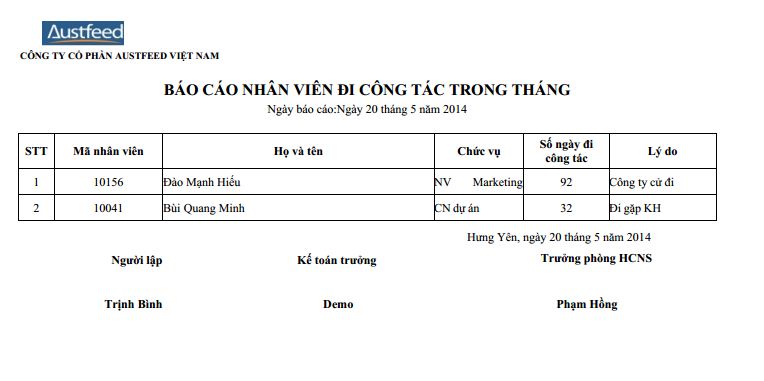 Austfeed
CÔNG TY CỔ PHẦN AUSTFEED VIỆT NAM
BÁO CÁO NHÂN VIÊN ĐI CÔNG TÁC TRONG THÁNG
Ngày báo cáo:Ngày 20 tháng 5 năm 2014
STT Mã nhân viên Họ và tên Chức vụ Số ngày đi công tác Lý do
1 10156 Đào Mạnh Hiếu NV Marketing 92 Công ty cử đi
2 10041 Bùi Quang Minh CN dự án 32 Đi gặp KH
Hưng Yên, ngày 20 tháng 5 năm 2014
Người lập Kế toán trưởng Trưởng phòng HCNS
Trịnh Bình Demo Phạm Hồng